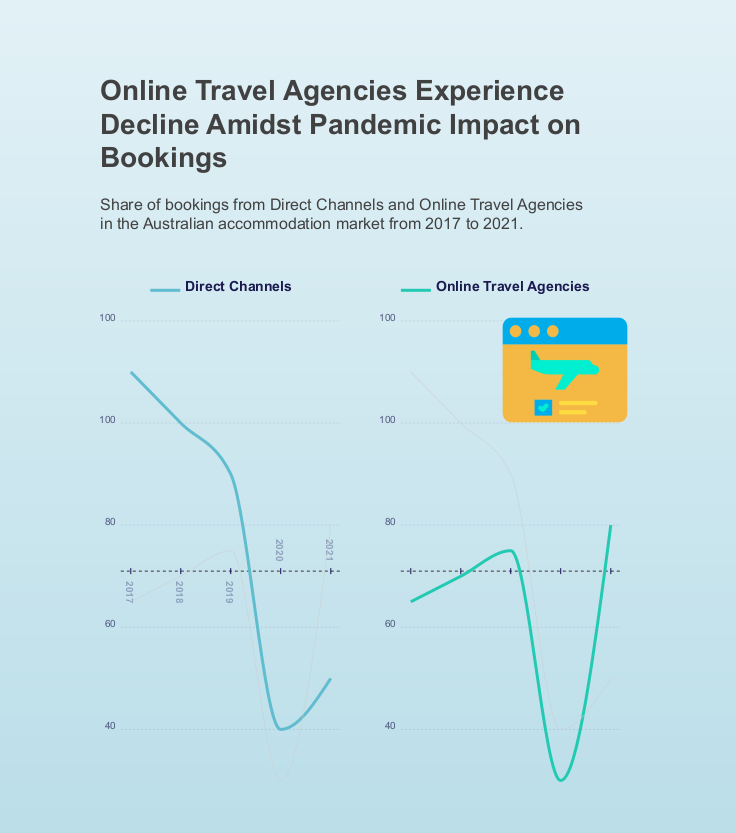 Online Travel Agencies Experience
Decline Amidst Pandemic Impact on
Bookings
Share of bookings from Direct Channels and Online Travel Agencies
in the Australian accommodation market from 2017 to 2021.
Direct Channels
100
100
80
60
40
2017
2018
2019
2020
2021
Online Travel Agencies
100
100
80
60
40